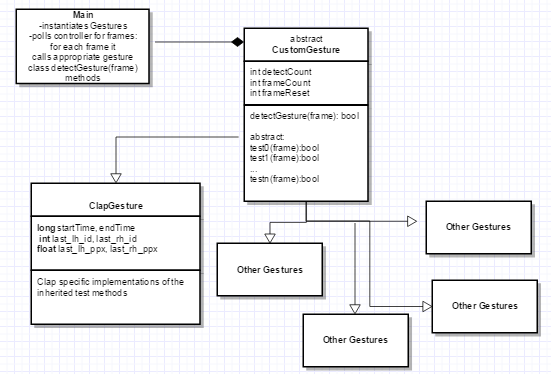 Main
-instantiates Gestures
-polls controller for frames:
for each frame it
calls appropriate gesture
class detectGesture(frame)
methods
abstract
CustomGesture
int detectCount
int frameCount
int frameReset
detectGesture(frame): bool
abstract:
test0(frame):bool
test1(frame):bool
...
testn(frame):bool
ClapGesture
long startTime, endTime
int last_lh_id, last_rh_id
float last_lh_ppx, last_rh_ppx
Clap specific implementations of the
inherited test methods
Other Gestures
Other Gestures
Other Gestures
Other Gestures